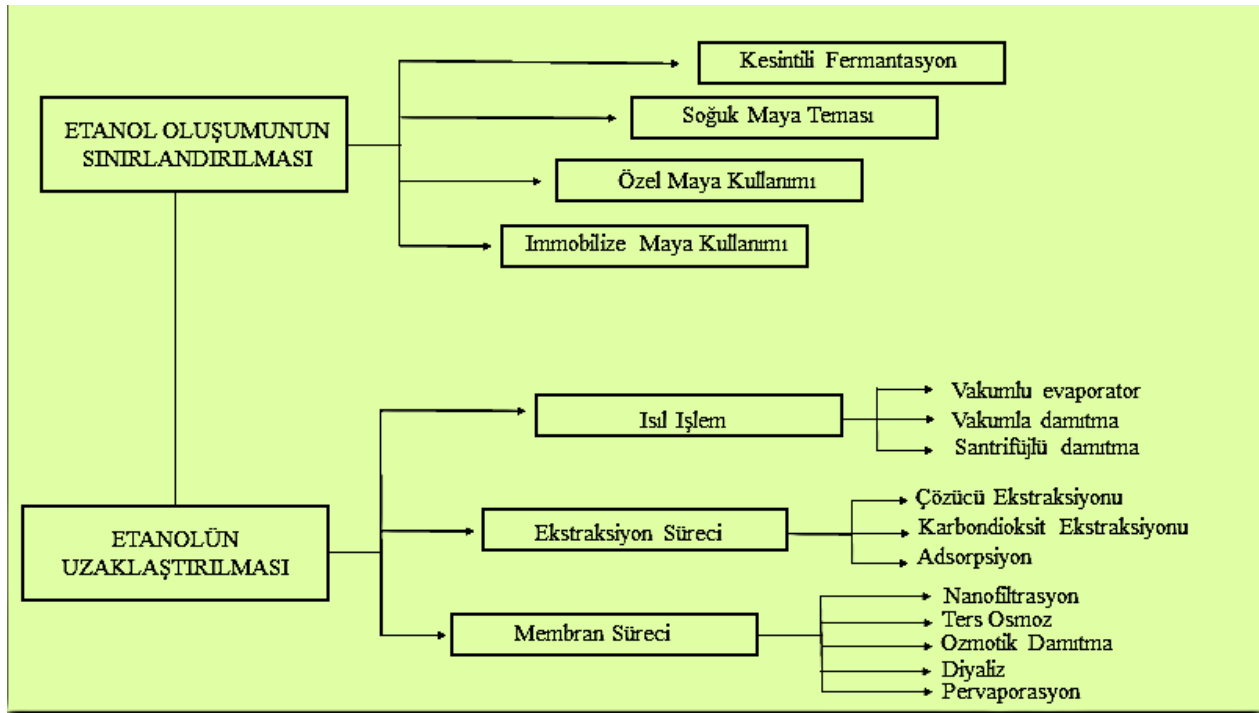 Kesintili Fermantasyon
ETANOL OLUŞUMUNUN
SINIRLANDIRILMASI
Soğuk Maya Teması
Özel Maya Kullanımı
Immobilize Maya Kullanımı
ETANOLÜN
UZAKLAŞTIRILMASI
Isıl Işlem
Vakumlu evaporator
Vakumla damıtma
Santrifüjlü damıtma
Ekstraksiyon Süreci
Çözücü Ekstraksiyonu
Karbondioksit Ekstraksiyonu
Adsorpsiyon
Membran Süreci
Nanofiltrasyon
Ters Osmoz
Ozmotik Damıtma
Diyaliz
Pervaporasyon